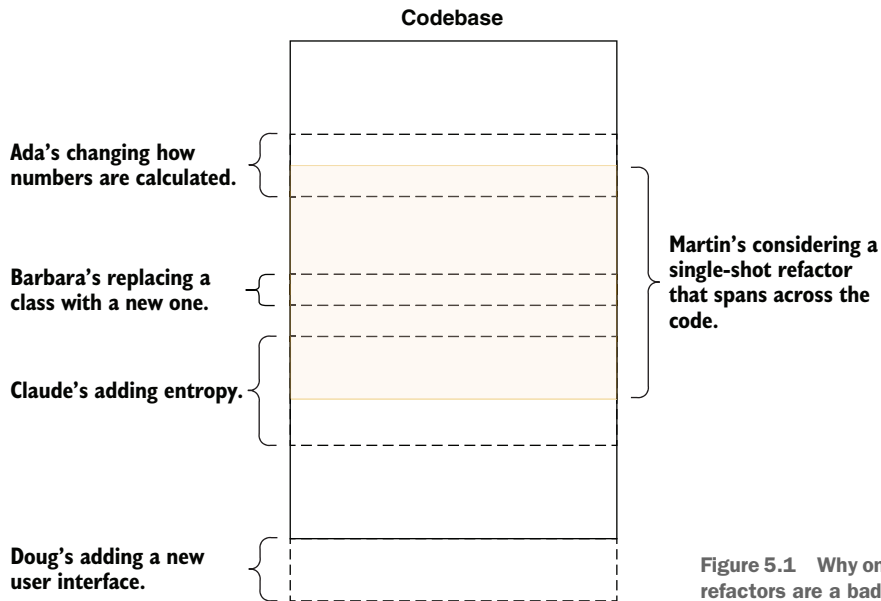 Codebase
Ada's changing how
numbers are calculated.
Barbara's replacing a
class with a new one.
Claude's adding entropy.
Doug's adding a new
user interface.
Martin's considering a
single-shot refactor
that spans across the
code.
Figure 5.1 Why
refactors are a bad